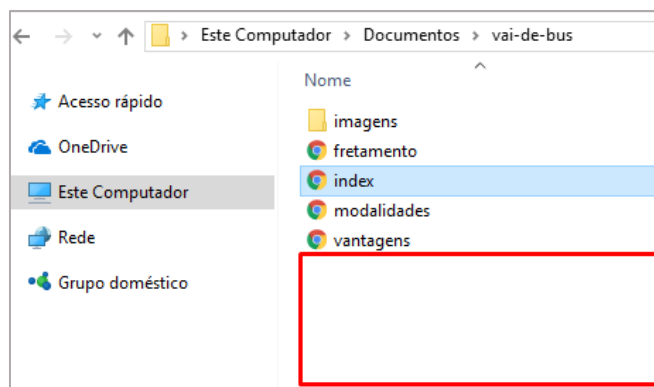 Este Computador > Documentos > vai-de-bus
Nome
Acesso rápido
OneDrive
Este Computador
Rede
Grupo doméstico
imagens
fretamento
index
modalidades
vantagens